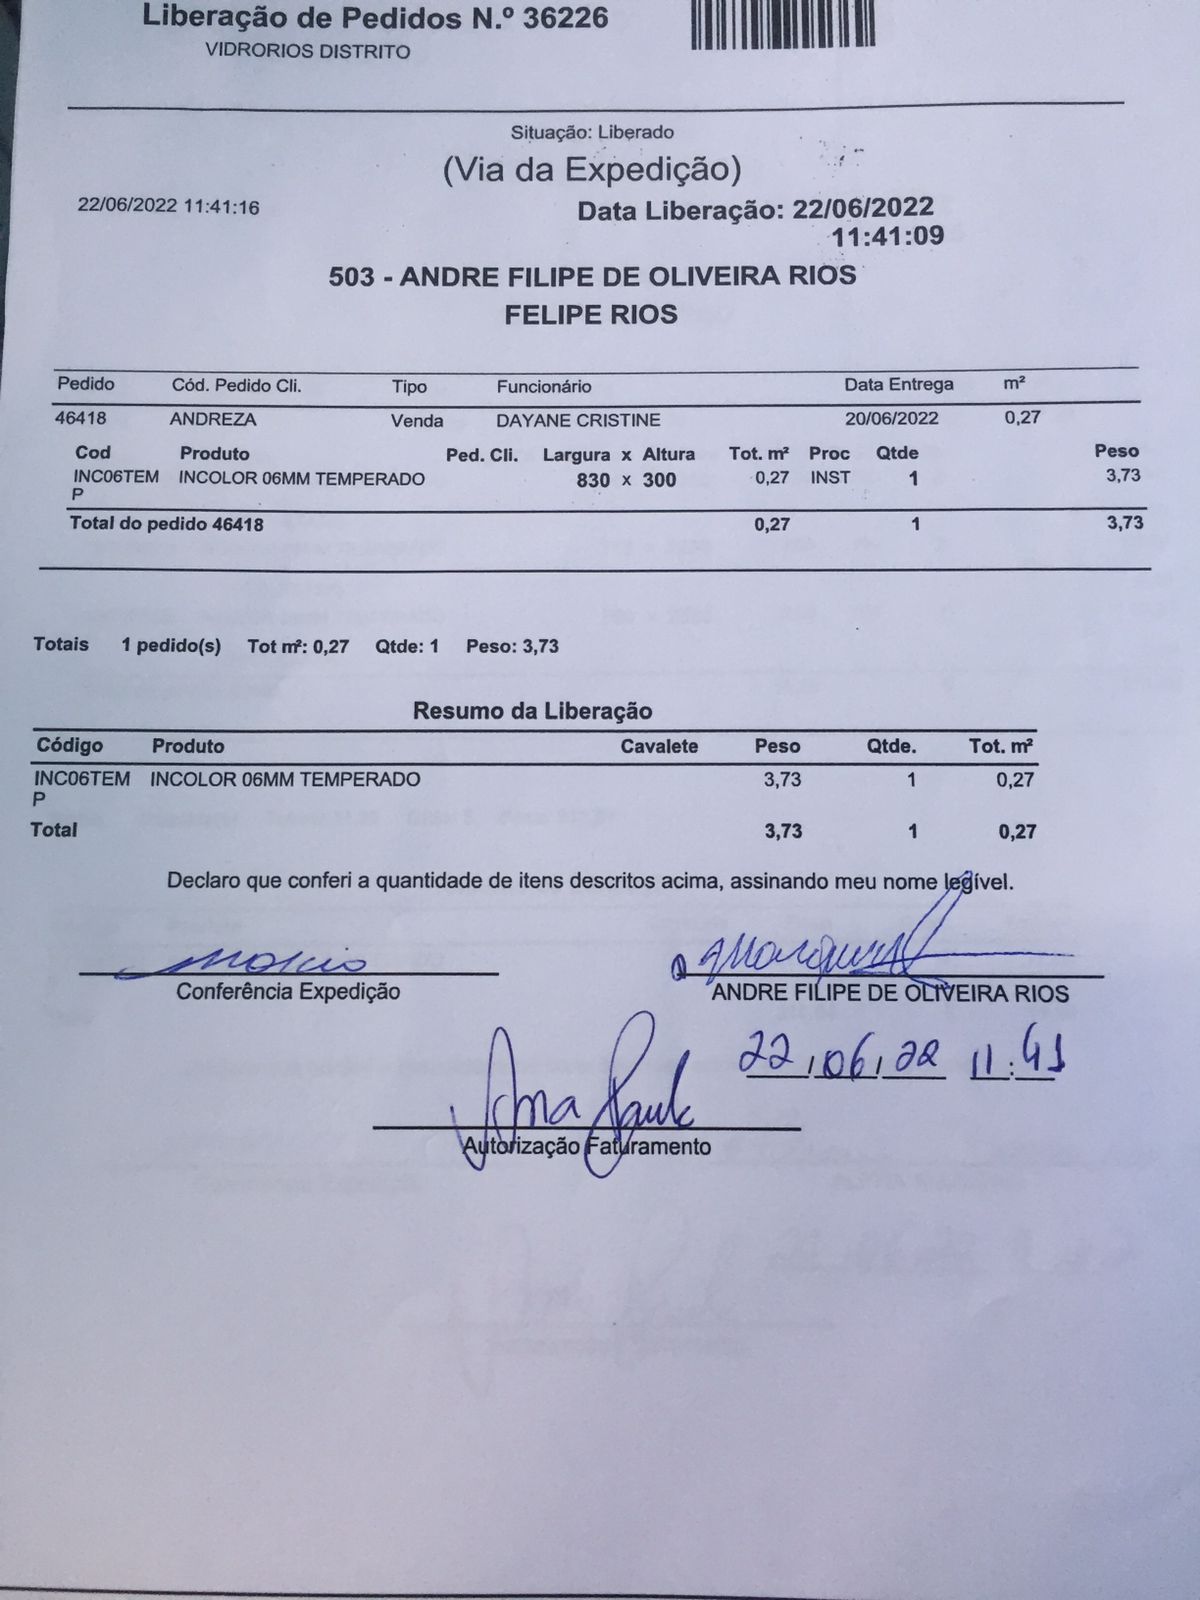 Liberação de Pedidos N.º 36226
VIDRORIOS DISTRITO
Situação: Liberado
(Via da Expedição)
22/06/2022 11:41:16
Data Liberação: 22/06/2022
11:41:09
503 - ANDRE FILIPE DE OLIVEIRA RIOS
FELIPE RIOS
Pedido Cód. Pedido Cli. Tipo Funcionário Data Entrega m²
46418 ANDREZA Venda DAYANE CRISTINE 20/06/2022 0,27
Cod Produto Ped. Cli. Largura x Altura Tot. m² Proc Qtde Peso
INC06TEM INCOLOR 06MM TEMPERADO 830 x 300 0,27 INST 1 3,73
P
Total do pedido 46418 0,27 1 3,73
Totais 1 pedido(s) Tot m²: 0,27 Qtde: 1 Peso: 3,73
Resumo da Liberação
Código Produto Cavalete Peso Qtde. Tot. m²
INC06TEM INCOLOR 06MM TEMPERADO 3,73 1 0,27
P
Total 3,73 1 0,27
Declaro que conferi a quantidade de itens descritos acima, assinando meu nome legível.
Conferência Expedição
ANDRE FILIPE DE OLIVEIRA RIOS
22/06/22 11:41
Ana Paula
Autorização Faturamento